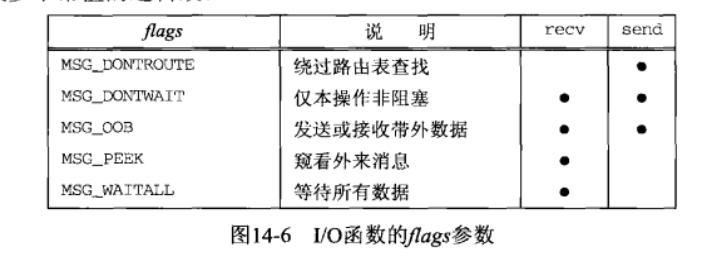 flags 说 明 recv send
MSG_DONTROUTE 绕过路由表查找 ●
MSG_DONTWAIT 仅本操作非阻塞 ● ●
MSG_OOB 发送或接收带外数据 ● ●
MSG_PEEK 窥看外来消息 ●
MSG_WAITALL 等待所有数据 ●
图14-6 I/O函数的flags参数